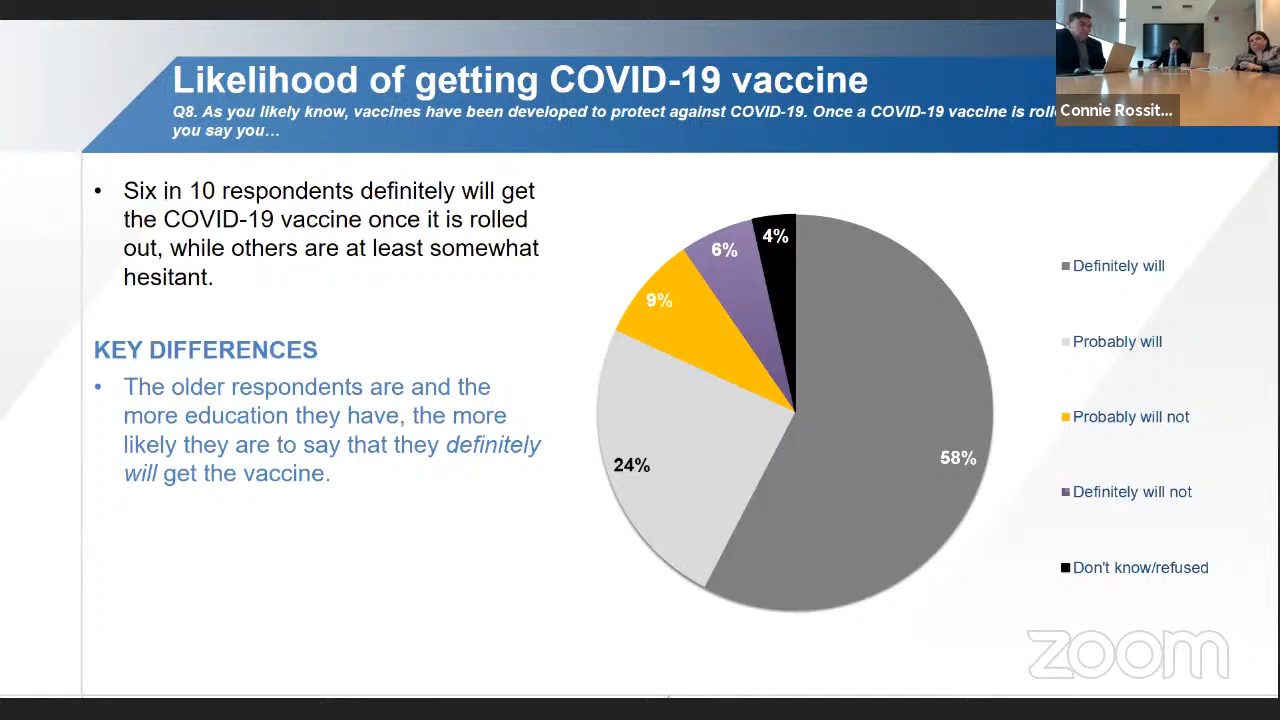 Likelihood of getting COVID-19 vaccine
Q8. As you likely know, vaccines have been developed to protect against COVID-19. Once a COVID-19 vaccine is
you say you…
Connie Rossit...
• Six in 10 respondents definitely will get
the COVID-19 vaccine once it is rolled
out, while others are at least somewhat
hesitant.
KEY DIFFERENCES
• The older respondents are and the
more education they have, the more
likely they are to say that they definitely
will get the vaccine.
4%
6%
9%
24%
58%
Definitely will
Probably will
Probably will not
Definitely will not
Don't know/refused
zoom